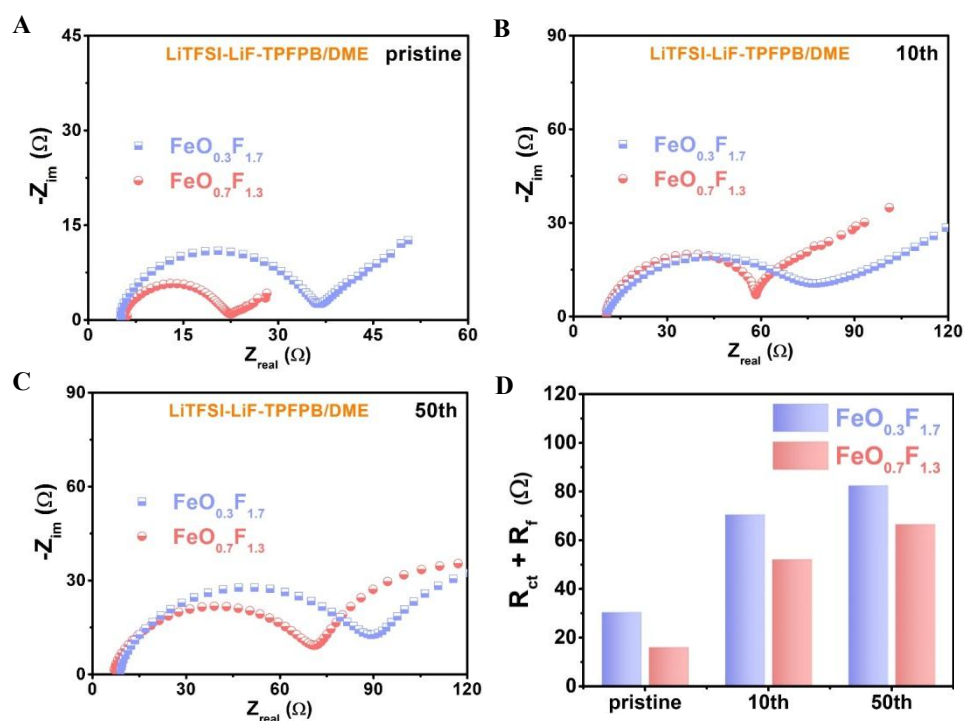 A
LiTFSI-LiF-TPFPB/DME pristine
FeO0.3F1.7
FeO0.7F1.3
-Zim (Ω)
45
30
15
0
0 15 30 45 60
Zreal (Ω)
B
LiTFSI-LiF-TPFPB/DME 10th
FeO0.3F1.7
FeO0.7F1.3
-Zim (Ω)
90
60
30
0
0 30 60 90 120
Zreal (Ω)
C
LiTFSI-LiF-TPFPB/DME 50th
FeO0.3F1.7
FeO0.7F1.3
-Zim (Ω)
90
60
30
0
0 30 60 90 120
Zreal (Ω)
D
FeO0.3F1.7
FeO0.7F1.3
Rct + Rf (Ω)
120
100
80
60
40
20
0
pristine 10th 50th